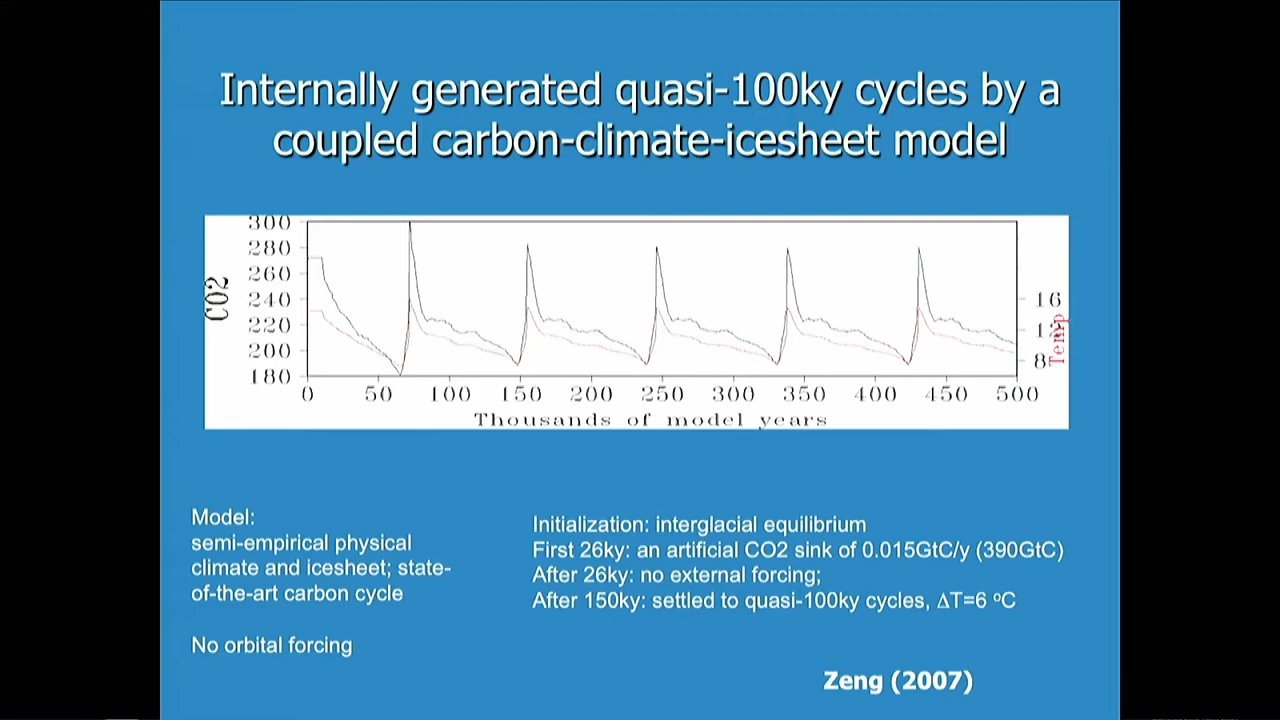 Internally generated quasi-100ky cycles by a
coupled carbon-climate-icesheet model
300
280
260
240
220
200
180
CO2
16
12
8
Temp
0 50 100 150 200 250 300 350 400 450 500
Thousands of model years
Model:
semi-empirical physical
climate and icesheet; state-
of-the-art carbon cycle
No orbital forcing
Initialization: interglacial equilibrium
First 26ky: an artificial CO2 sink of 0.015GtC/y (390GtC)
After 26ky: no external forcing;
After 150ky: settled to quasi-100ky cycles, ΔT=6 ºC
Zeng (2007)